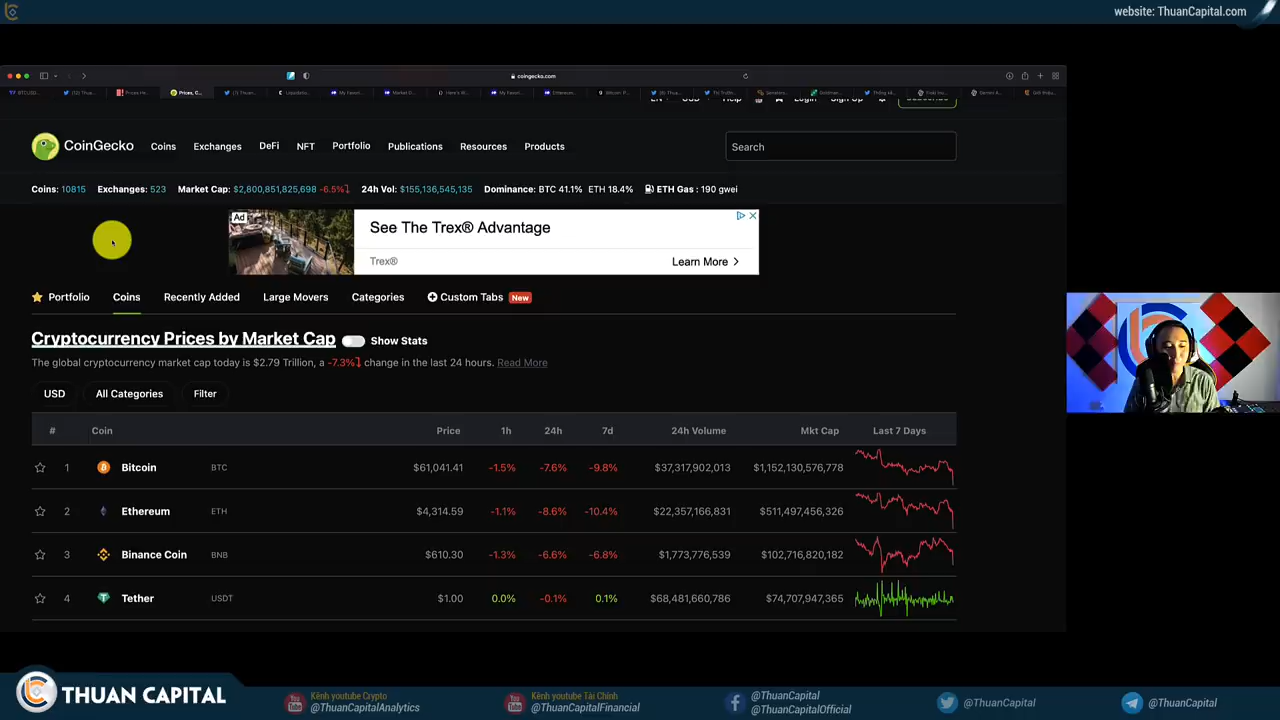 website: ThuanCapital.com
coingecko.com
CoinGecko Coins Exchanges DeFi NFT Portfolio Publications Resources Products Search
Coins: 10815 Exchanges: 523 Market Cap: $2,800,851,825,698 -6.5% 24h Vol: $155,136,545,135 Dominance: BTC 41.1% ETH 18.4% ETH Gas : 190 gwei
Ad
See The Trex® Advantage
Trex®
Learn More
Portfolio Coins Recently Added Large Movers Categories Custom Tabs New
Cryptocurrency Prices by Market Cap Show Stats
The global cryptocurrency market cap today is $2.79 Trillion, a -7.3% change in the last 24 hours. Read More
USD All Categories Filter
# Coin Price 1h 24h 7d 24h Volume Mkt Cap Last 7 Days
1 Bitcoin BTC $61,041.41 -1.5% -7.6% -9.8% $37,317,902,013 $1,152,130,576,778
2 Ethereum ETH $4,314.59 -1.1% -8.6% -10.4% $22,357,166,831 $511,497,456,326
3 Binance Coin BNB $610.30 -1.3% -6.6% -6.8% $1,773,776,539 $102,716,820,182
4 Tether USDT $1.00 0.0% -0.1% 0.1% $68,481,660,786 $74,707,947,365
THUAN CAPITAL
Kênh youtube Crypto
@ThuanCapitalAnalytics
Kênh youtube Tài Chính
@ThuanCapitalFinancial
@ThuanCapital
@ThuanCapitalOfficial
@ThuanCapital
@ThuanCapital